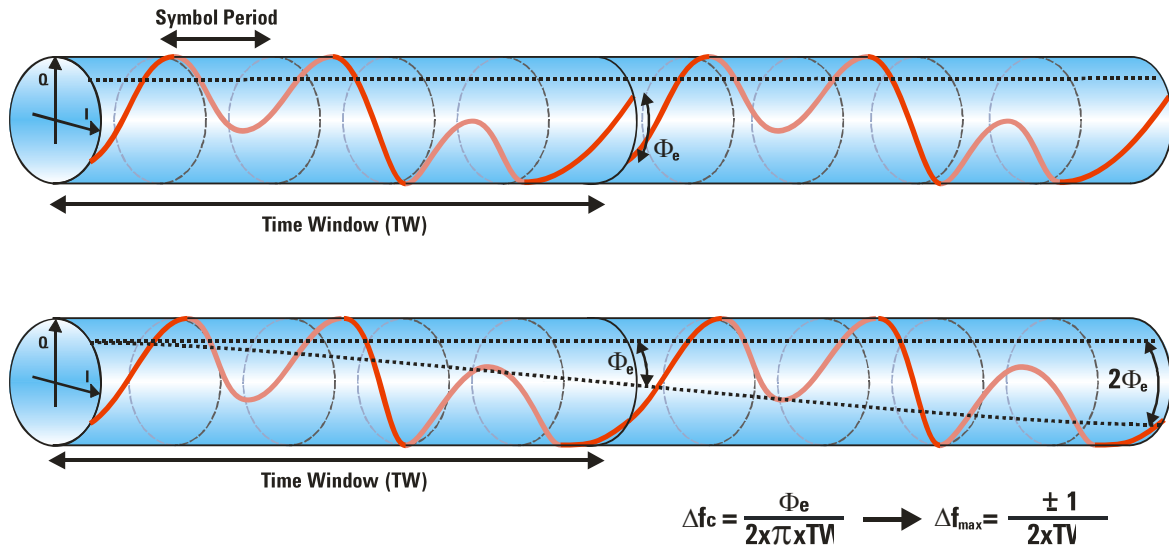 Symbol Period
Q
I
Φe
Time Window (TW)
Q
I
Φe
2Φe
Time Window (TW)
Δfc = Φe / 2xπxTW → Δfmax = ± 1 / 2xTW